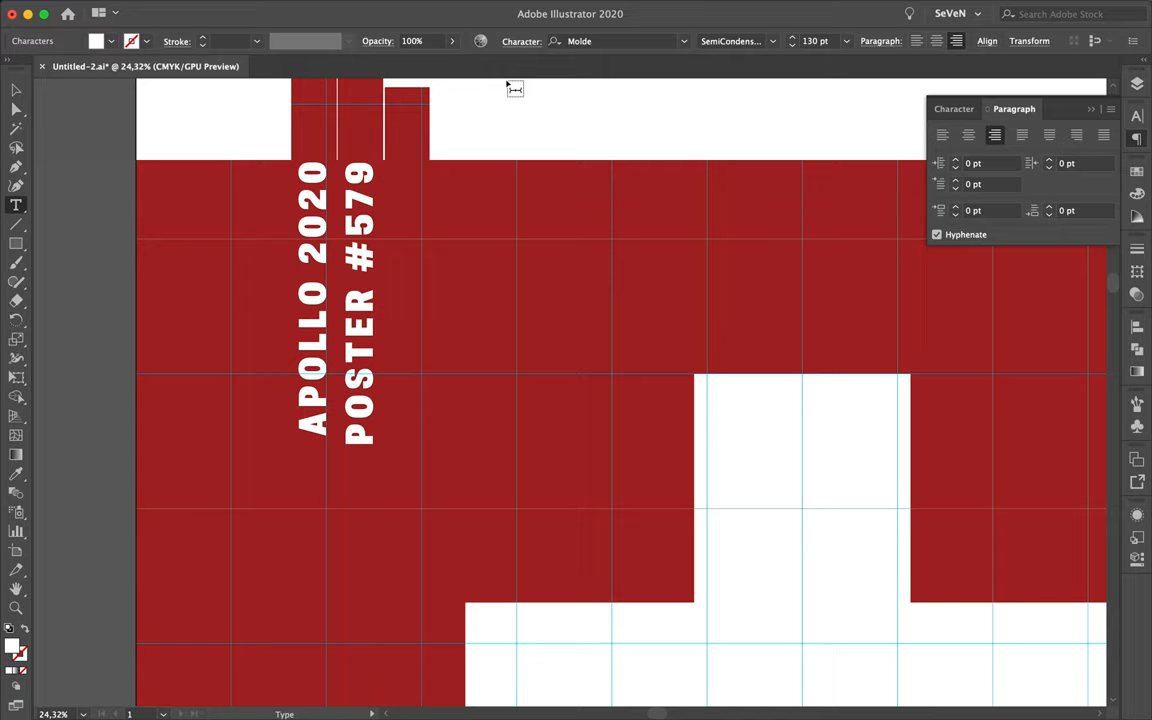 Adobe Illustrator 2020
SeVeN
Search Adobe Stock
Characters
Stroke:
Opacity:
100%
Character:
Molde
SemiCondens...
130 pt
Paragraph:
Align
Transform
× Untitled-2.ai* @ 24,32% (CMYK/GPU Preview)
Character
Paragraph
0 pt
0 pt
0 pt
0 pt
0 pt
Hyphenate
APOLLO 2020
POSTER #579
24,32%
1
Type